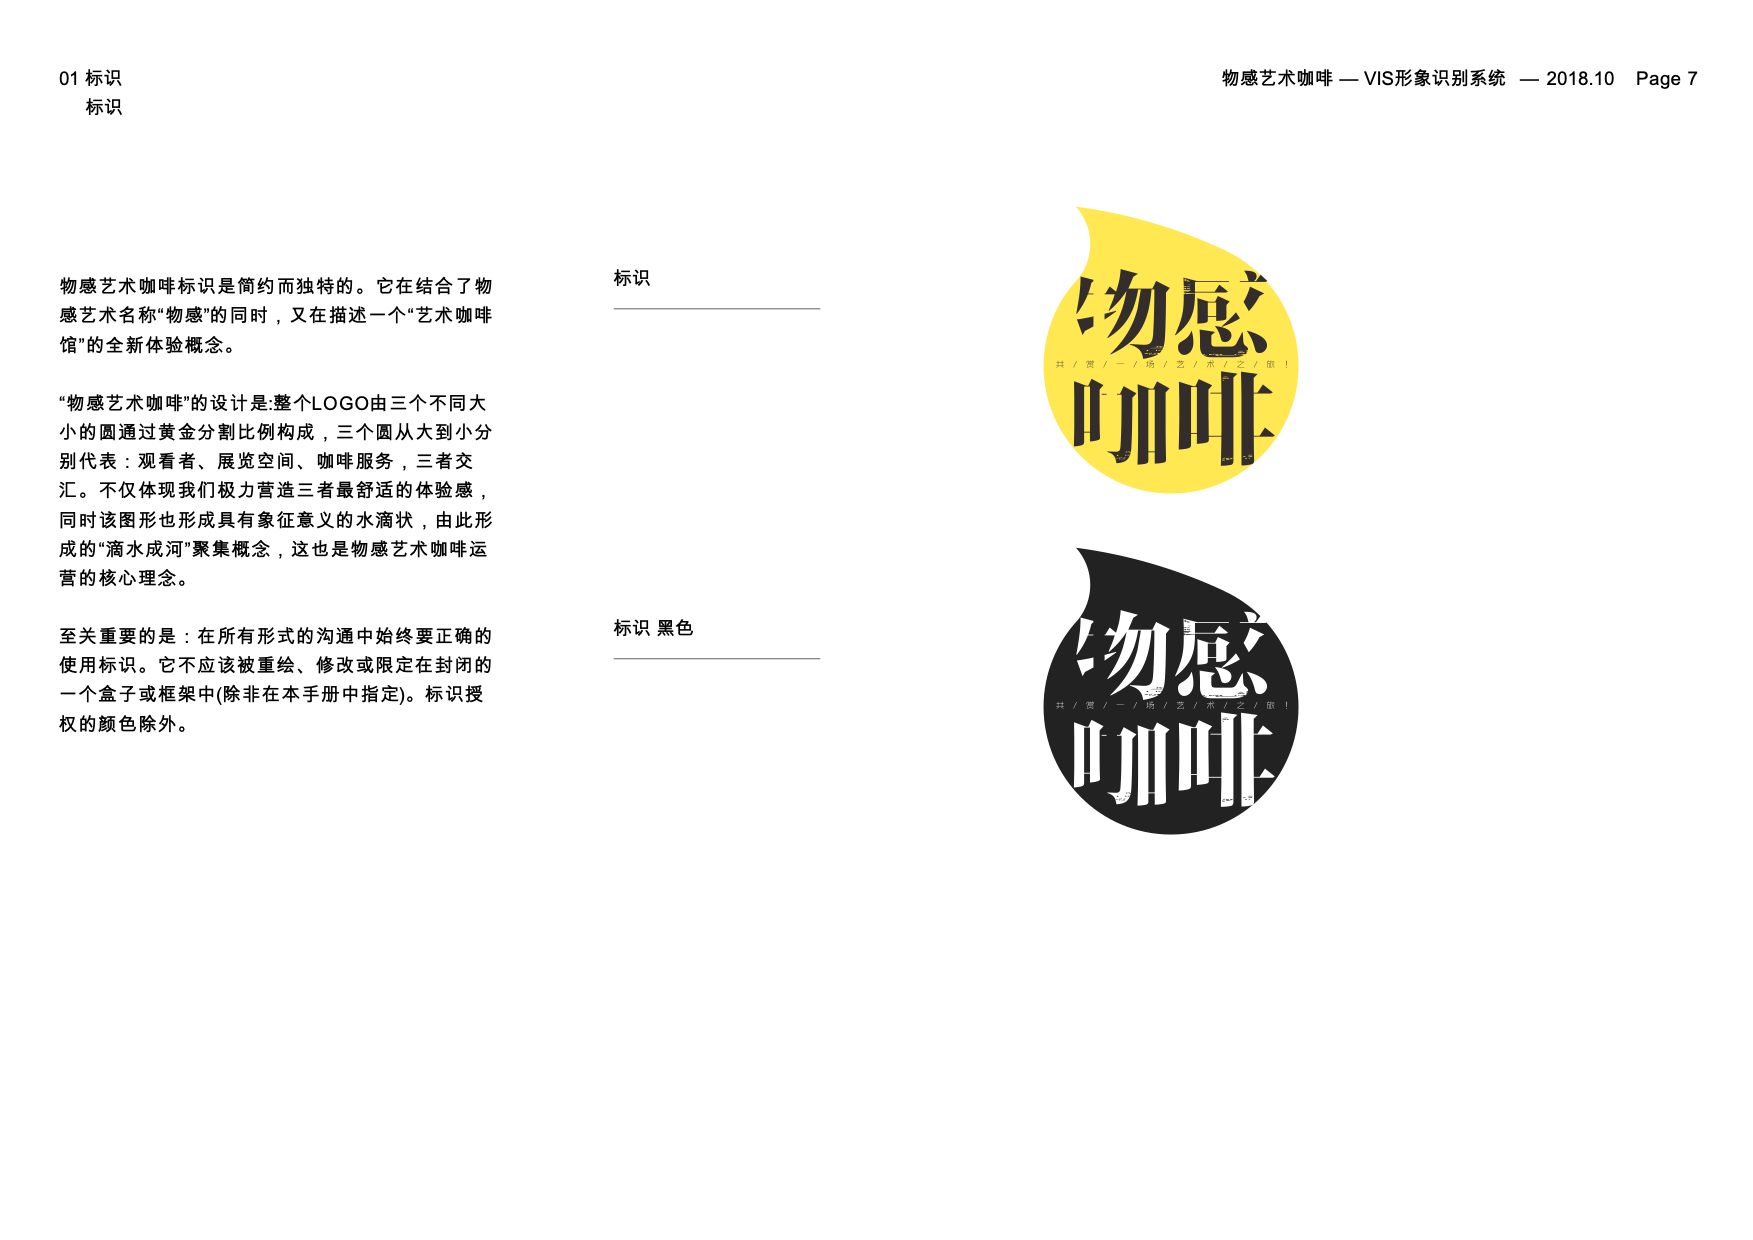 01 标识
标识
物感艺术咖啡 — VIS形象识别系统 — 2018.10 Page 7
物感艺术咖啡标识是简约而独特的。它在结合了物
感艺术名称“物感”的同时，又在描述一个“艺术咖啡
馆”的全新体验概念。
“物感艺术咖啡”的设计是:整个LOGO由三个不同大
小的圆通过黄金分割比例构成，三个圆从大到小分
别代表：观看者、展览空间、咖啡服务，三者交
汇。不仅体现我们极力营造三者最舒适的体验感，
同时该图形也形成具有象征意义的水滴状，由此形
成的“滴水成河”聚集概念，这也是物感艺术咖啡运
营的核心理念。
至关重要的是：在所有形式的沟通中始终要正确的
使用标识。它不应该被重绘、修改或限定在封闭的
一个盒子或框架中(除非在本手册中指定)。标识授
权的颜色除外。
标识
物感
共/赏/一/场/艺/术/之/旅！
咖啡
标识 黑色
物感
共/赏/一/场/艺/术/之/旅！
咖啡